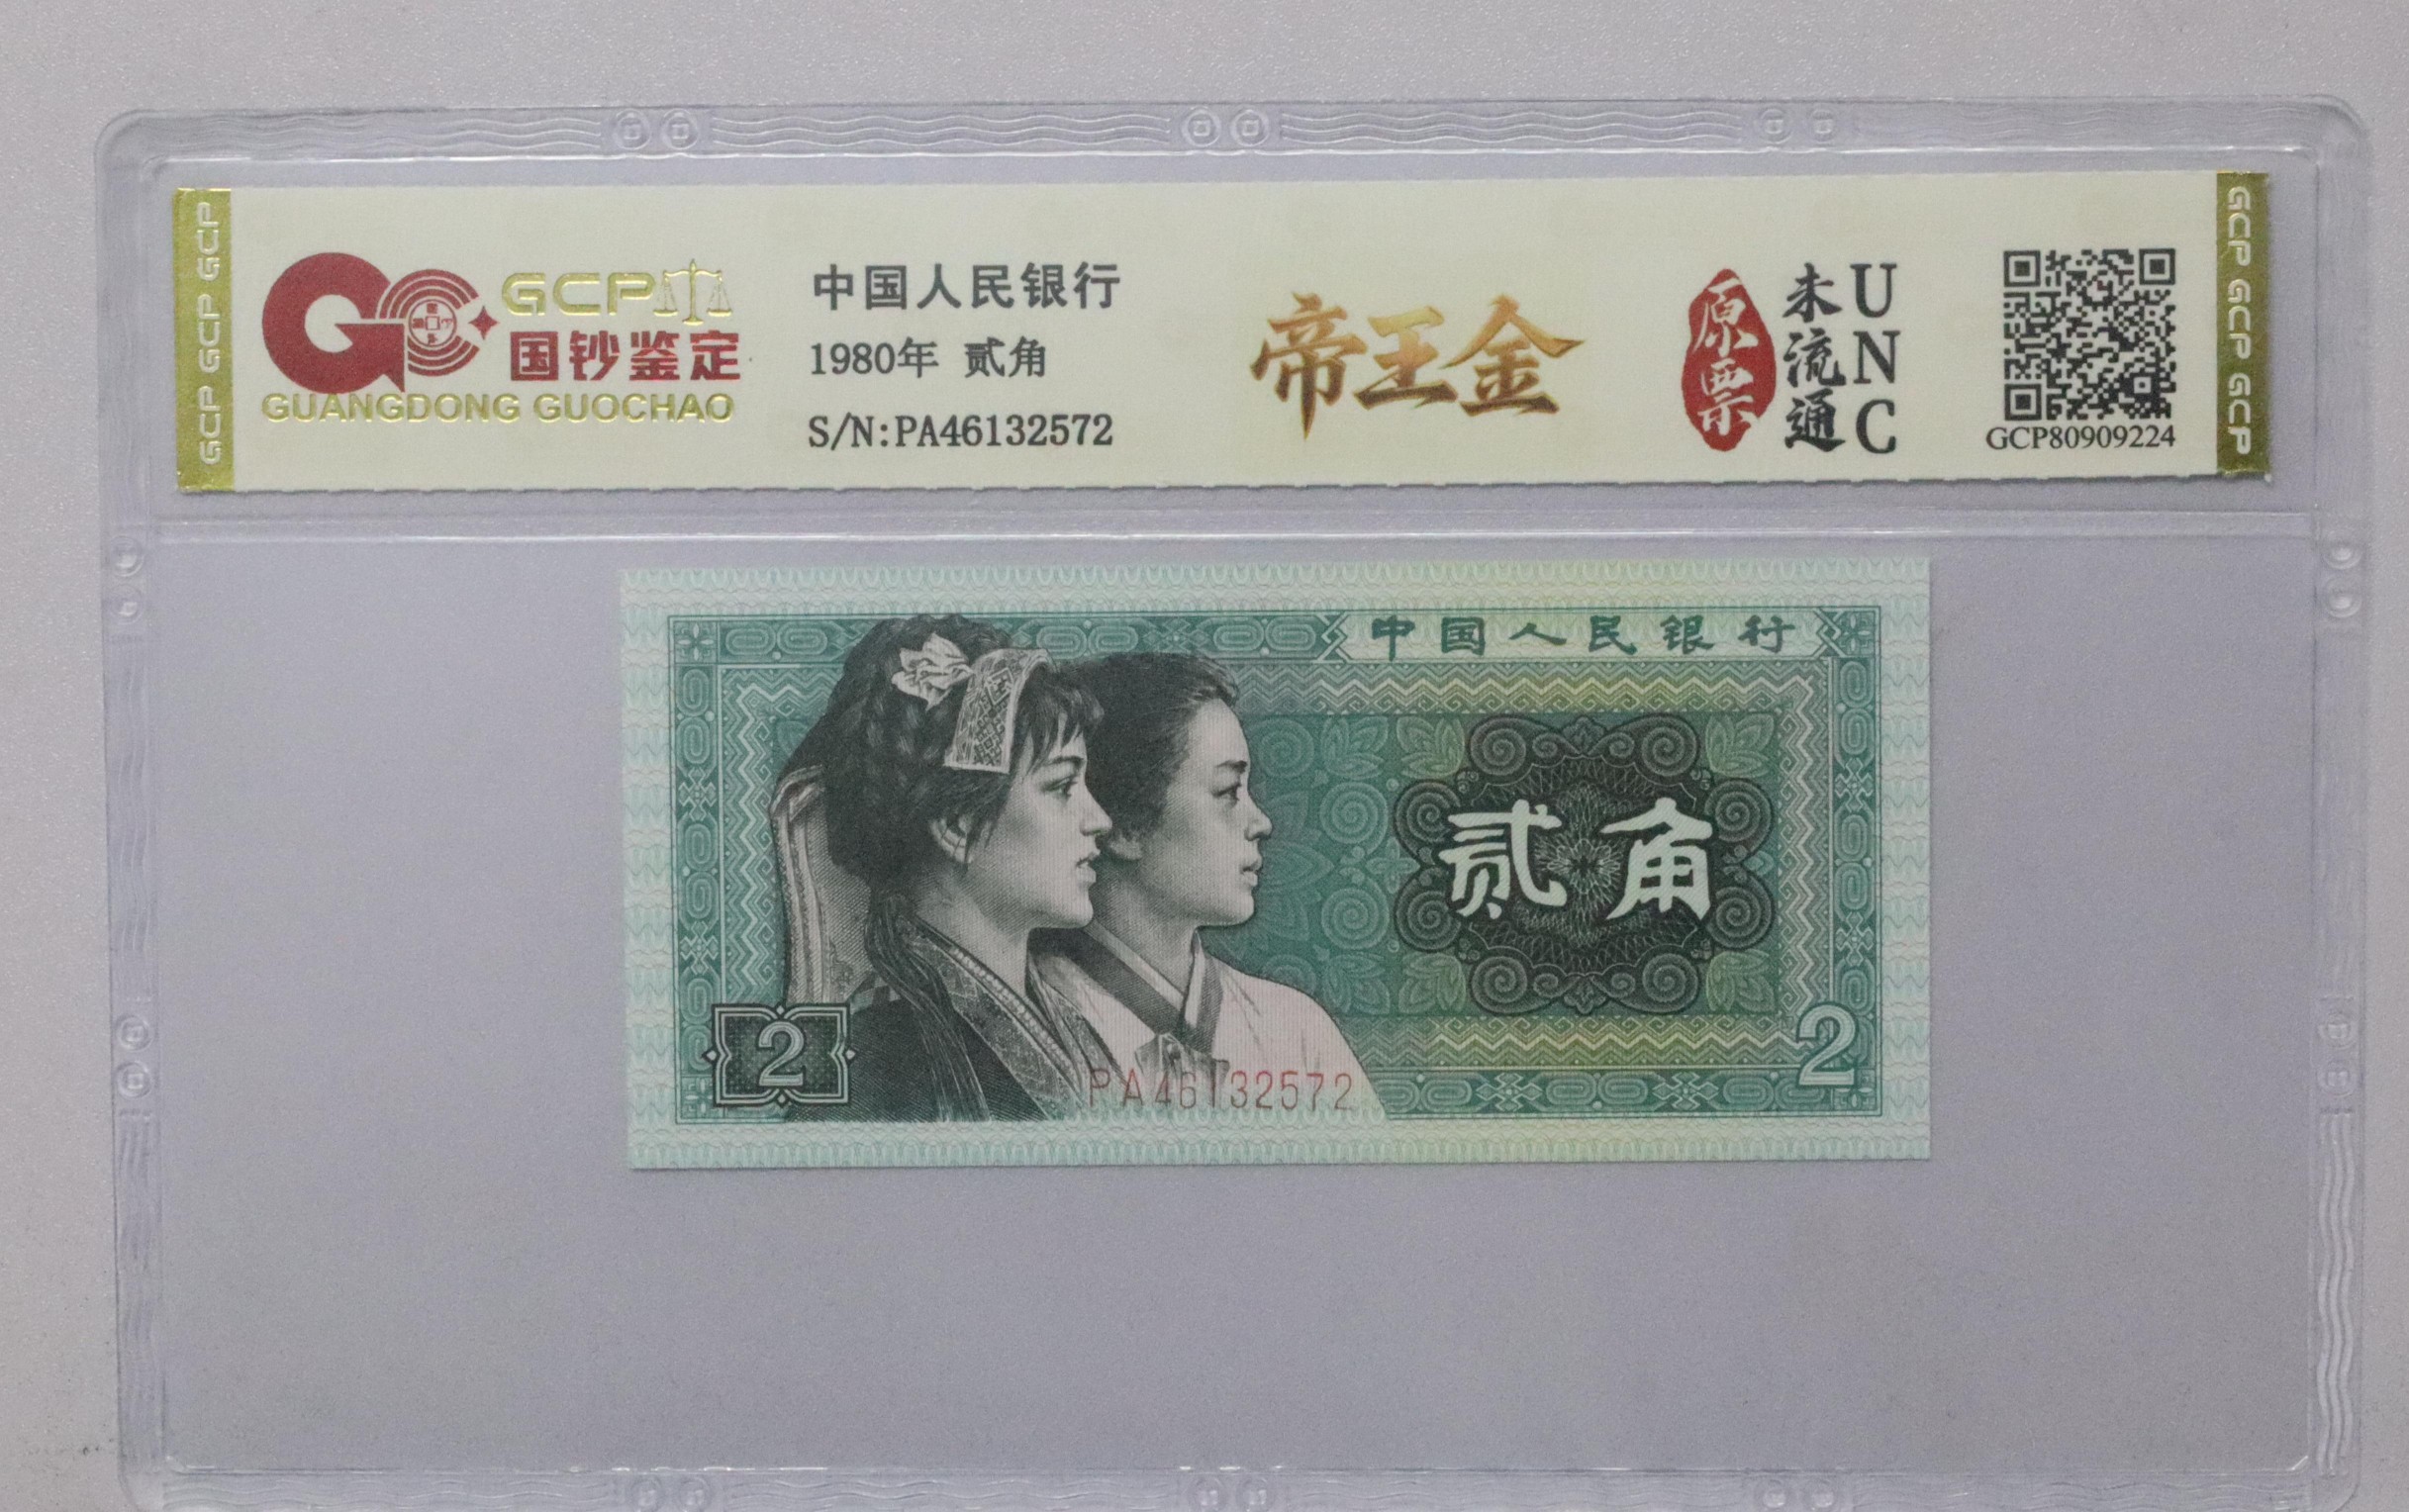 GCP GCP GCP
GCP
国钞鉴定
GUANGDONG GUOCHAO
中国人民银行
1980年 贰角
S/N:PA46132572
帝王金
原票
未流通
UNC
GCP80909224
GCP GCP GCP GCP
中国人民银行
贰角
2
PA46132572
2